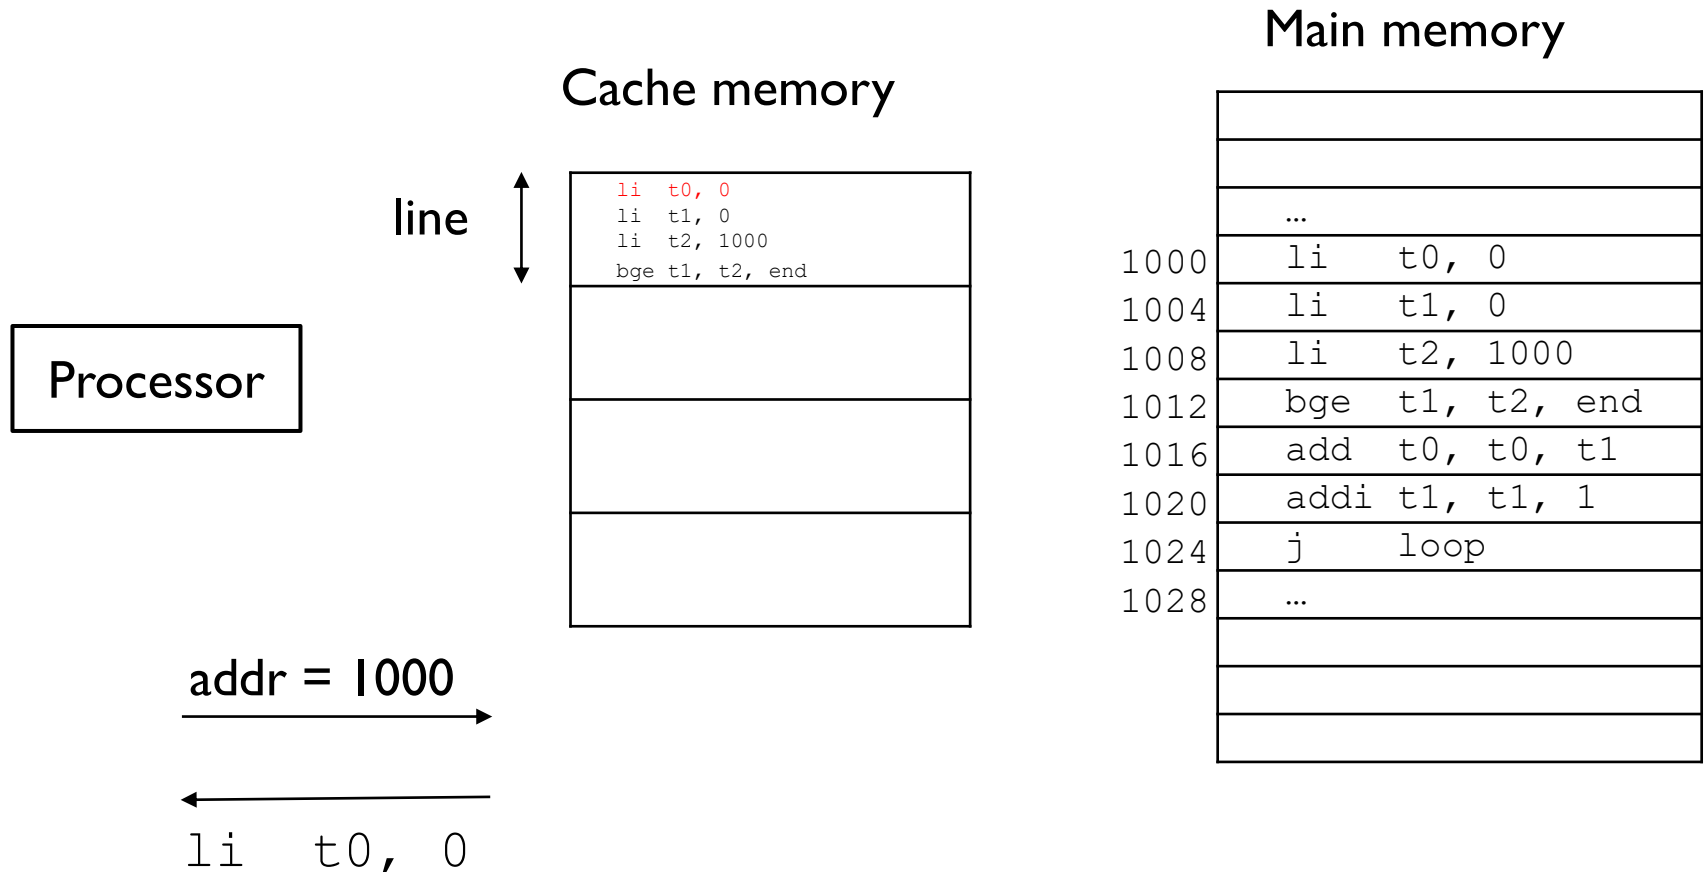 Main memory
Cache memory
line
li t0, 0
li t1, 0
li t2, 1000
bge t1, t2, end
Processor
…
1000 li t0, 0
1004 li t1, 0
1008 li t2, 1000
1012 bge t1, t2, end
1016 add t0, t0, t1
1020 addi t1, t1, 1
1024 j loop
1028 …
addr = 1000
li t0, 0